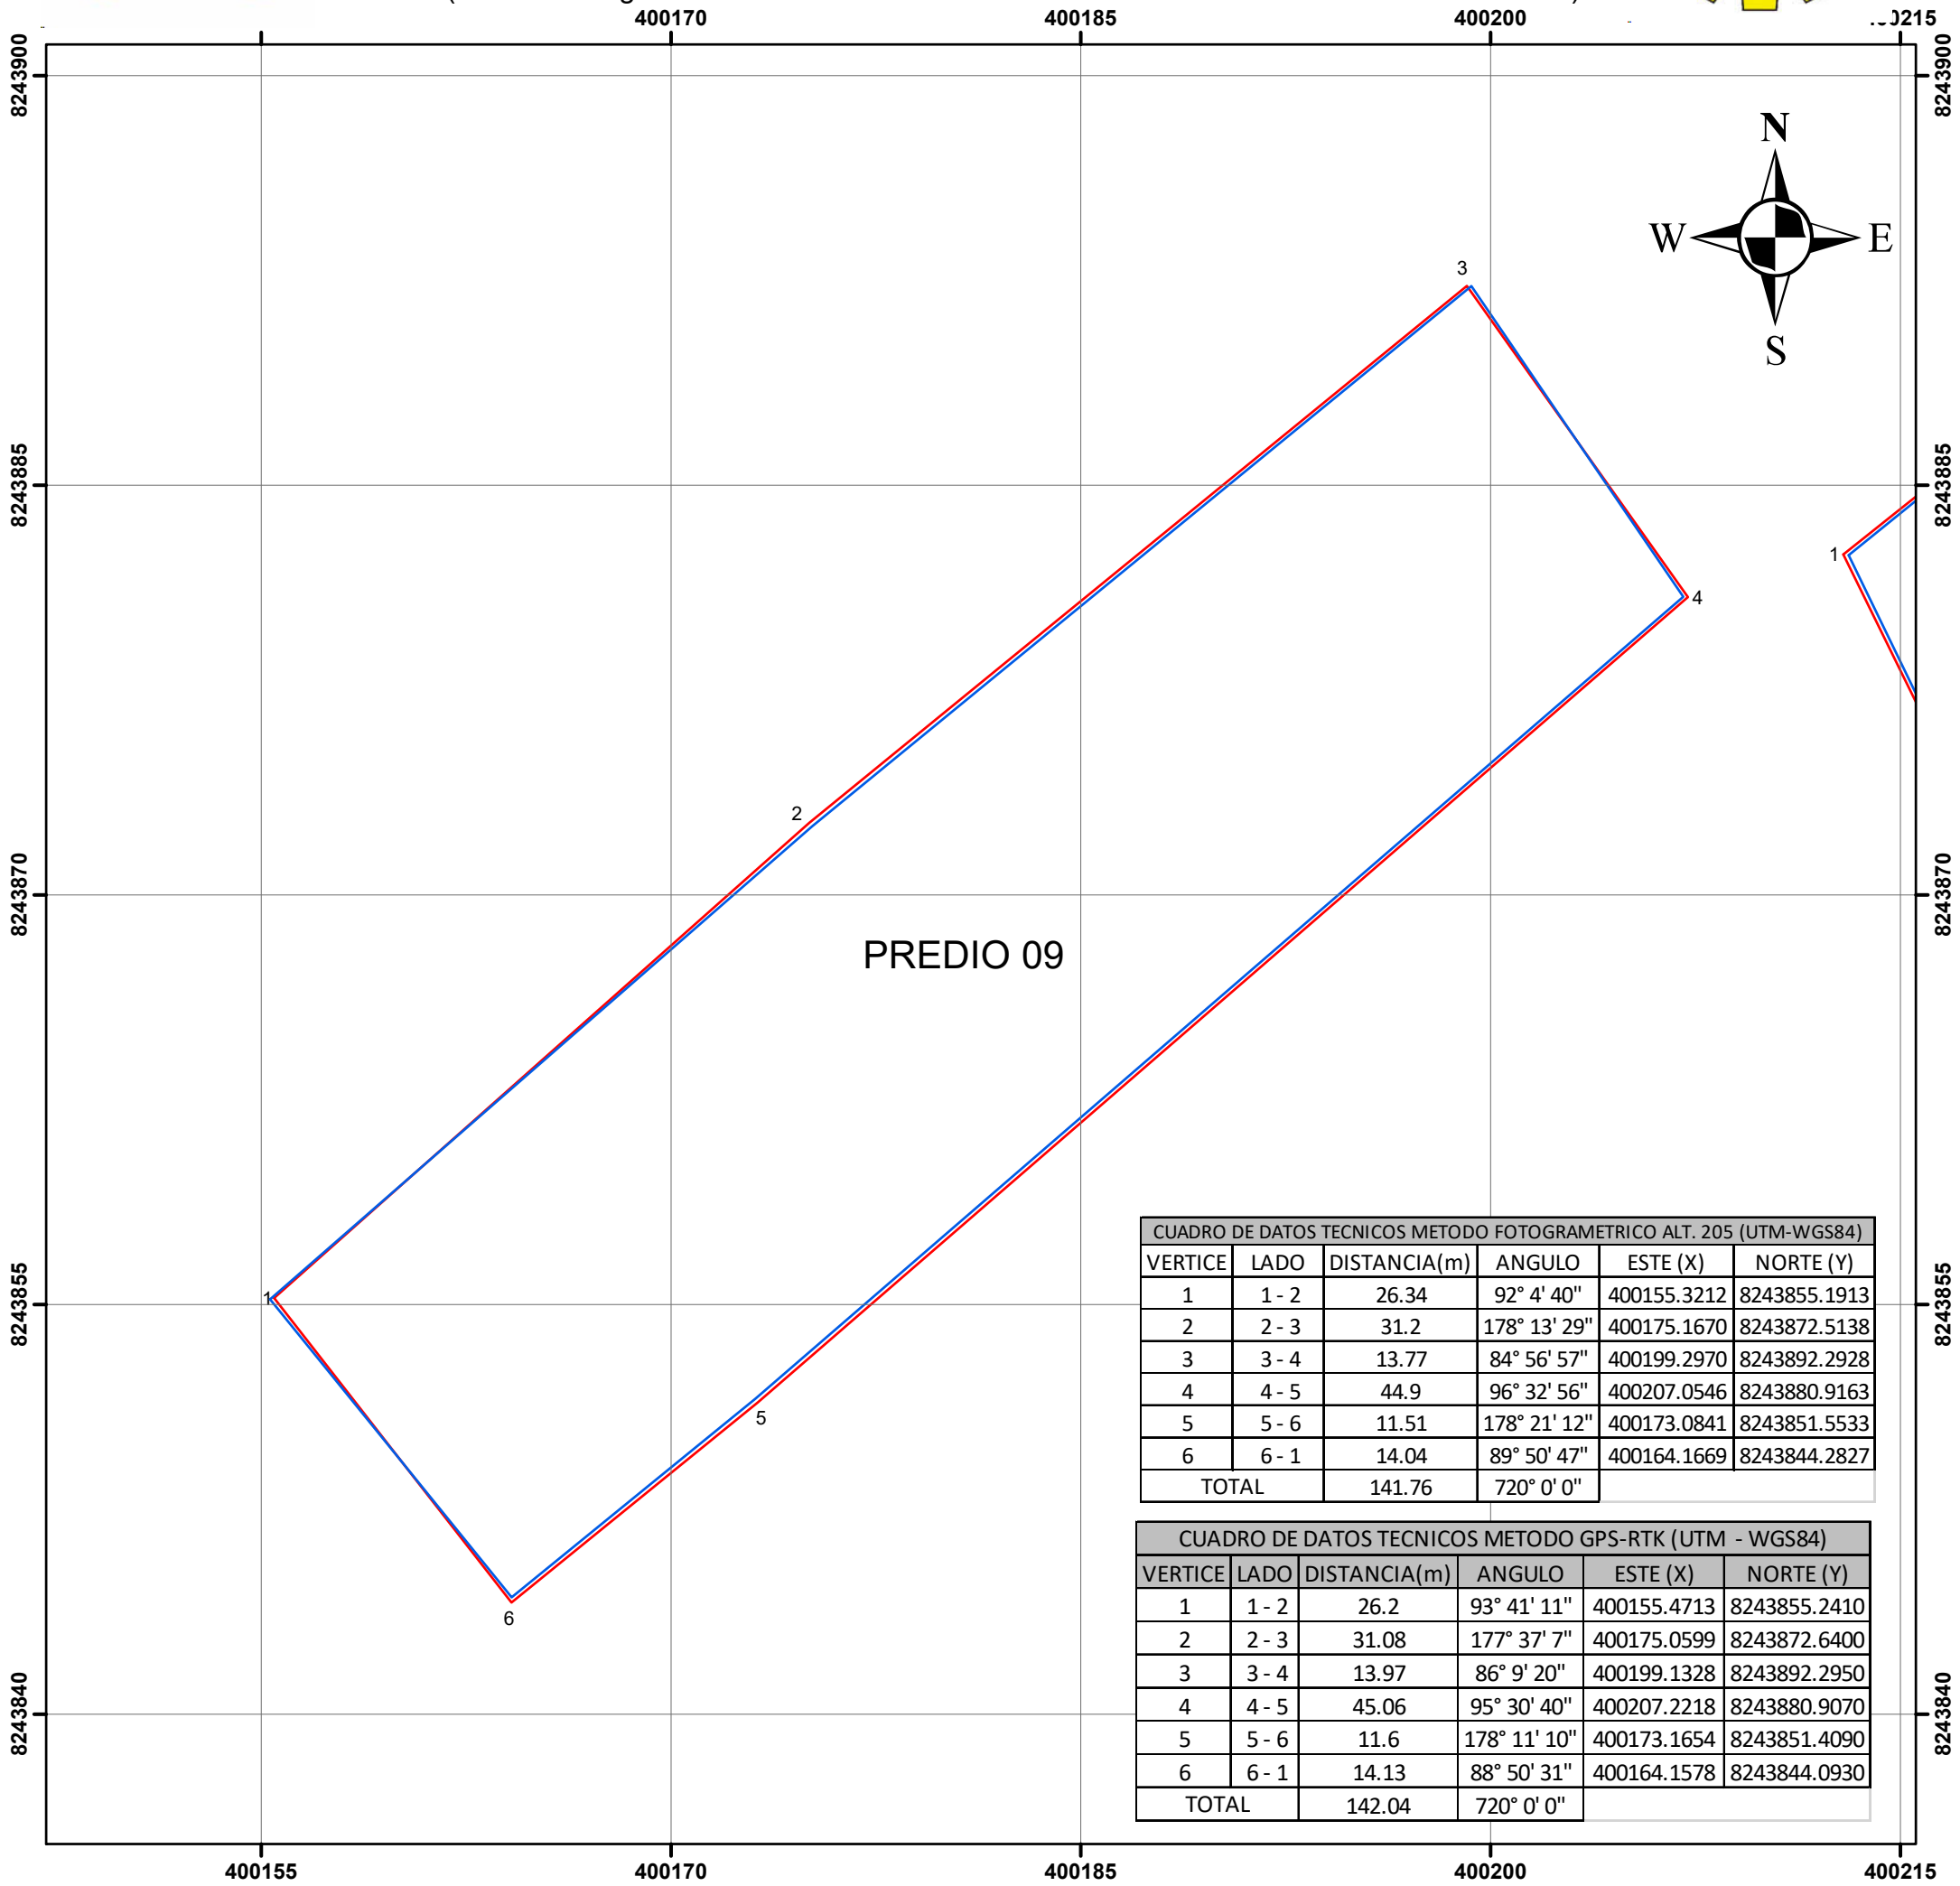 400170 400185 400200
8243900 8243900
N
W E
S
3
8243885 8243885
1
4
2
8243870 8243870
PREDIO 09
8243855 8243855
1
5
6
CUADRO DE DATOS TECNICOS METODO FOTOGRAMETRICO ALT. 205 (UTM-WGS84)
VERTICE LADO DISTANCIA(m) ANGULO ESTE (X) NORTE (Y)
1 1 - 2 26.34 92° 4' 40" 400155.3212 8243855.1913
2 2 - 3 31.2 178° 13' 29" 400175.1670 8243872.5138
3 3 - 4 13.77 84° 56' 57" 400199.2970 8243892.2928
4 4 - 5 44.9 96° 32' 56" 400207.0546 8243880.9163
5 5 - 6 11.51 178° 21' 12" 400173.0841 8243851.5533
6 6 - 1 14.04 89° 50' 47" 400164.1669 8243844.2827
TOTAL 141.76 720° 0' 0"
CUADRO DE DATOS TECNICOS METODO GPS-RTK (UTM - WGS84)
VERTICE LADO DISTANCIA(m) ANGULO ESTE (X) NORTE (Y)
1 1 - 2 26.2 93° 41' 11" 400155.4713 8243855.2410
2 2 - 3 31.08 177° 37' 7" 400175.0599 8243872.6400
3 3 - 4 13.97 86° 9' 20" 400199.1328 8243892.2950
4 4 - 5 45.06 95° 30' 40" 400207.2218 8243880.9070
5 5 - 6 11.6 178° 11' 10" 400173.1654 8243851.4090
6 6 - 1 14.13 88° 50' 31" 400164.1578 8243844.0930
TOTAL 142.04 720° 0' 0"
8243840 8243840
400155 400170 400185 400200 400215